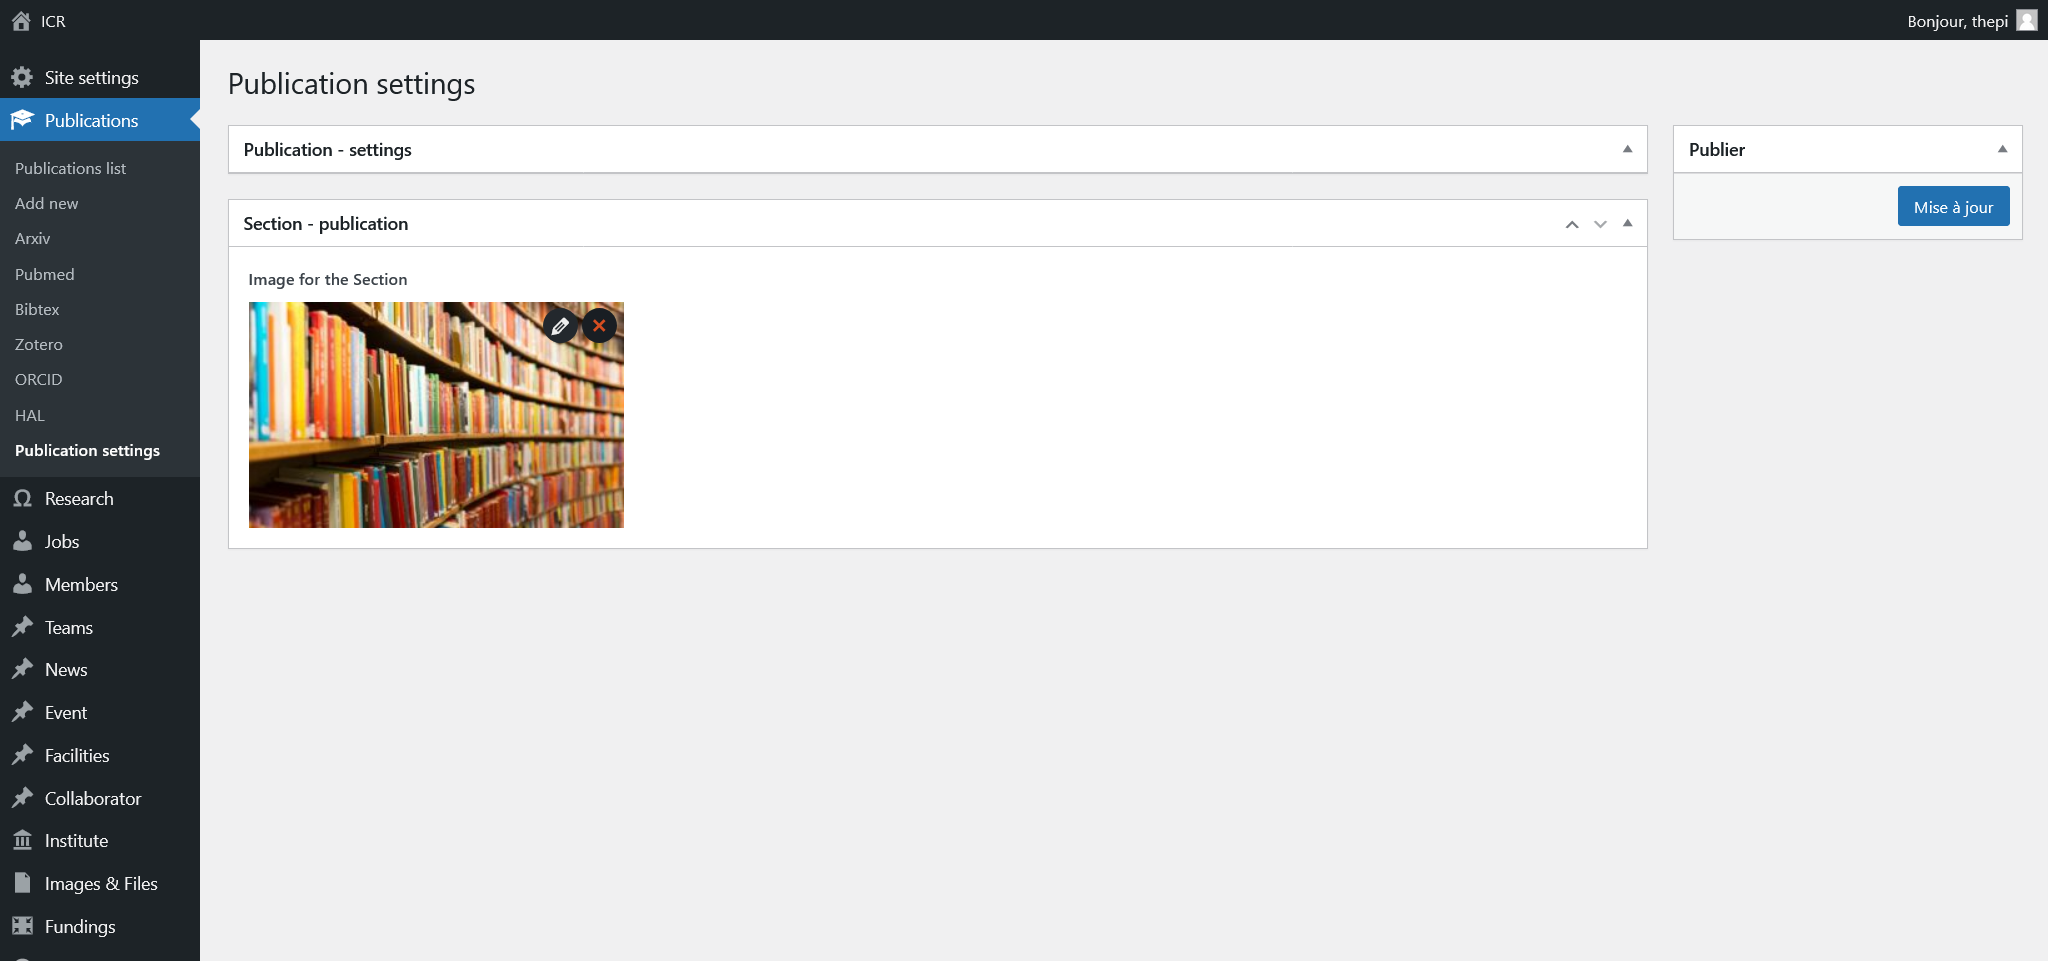 ICR
Bonjour, thepi
Site settings
Publications
Publications list
Add new
Arxiv
Pubmed
Bibtex
Zotero
ORCID
HAL
Publication settings
Research
Jobs
Members
Teams
News
Event
Facilities
Collaborator
Institute
Images & Files
Fundings
Publication settings
Publication - settings
Section - publication
Image for the Section
Publier
Mise à jour